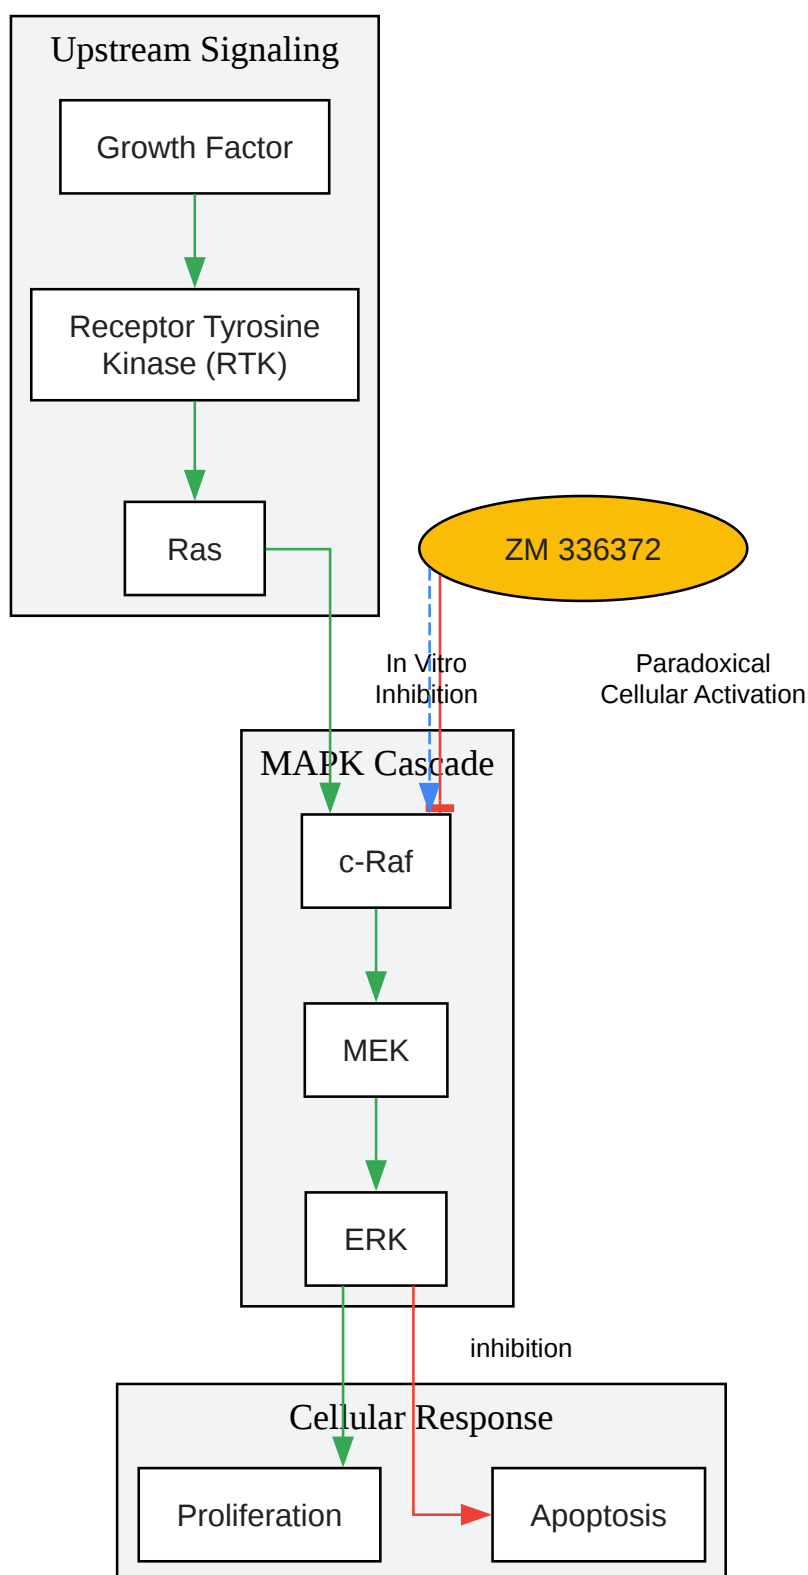 Upstream Signaling
Growth Factor
Receptor Tyrosine
Kinase (RTK)
Ras
ZM 336372
In Vitro
Inhibition
Paradoxical
Cellular Activation
MAPK Cascade
c-Raf
MEK
ERK
inhibition
Cellular Response
Proliferation
Apoptosis